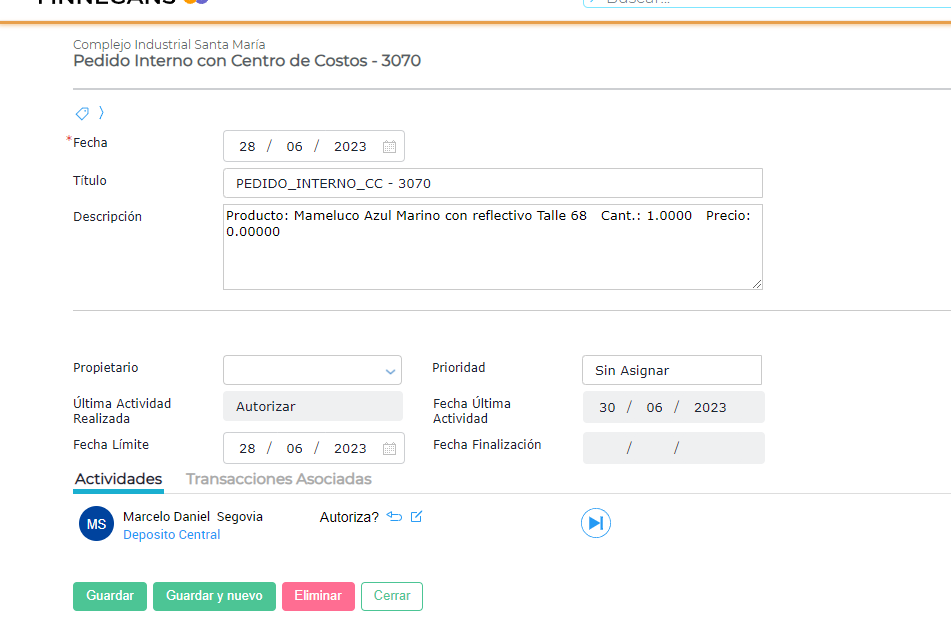 FINNEGANS
Buscar...
Complejo Industrial Santa María
Pedido Interno con Centro de Costos - 3070
*Fecha
28 / 06 / 2023
Título
PEDIDO_INTERNO_CC - 3070
Descripción
Producto: Mameluco Azul Marino con reflectivo Talle 68 Cant.: 1.0000 Precio:
0.00000
Propietario
Prioridad
Sin Asignar
Última Actividad
Realizada
Autorizar
Fecha Última
Actividad
30 / 06 / 2023
Fecha Límite
28 / 06 / 2023
Fecha Finalización
/ /
Actividades Transacciones Asociadas
MS
Marcelo Daniel Segovia
Deposito Central
Autoriza?
Guardar Guardar y nuevo Eliminar Cerrar